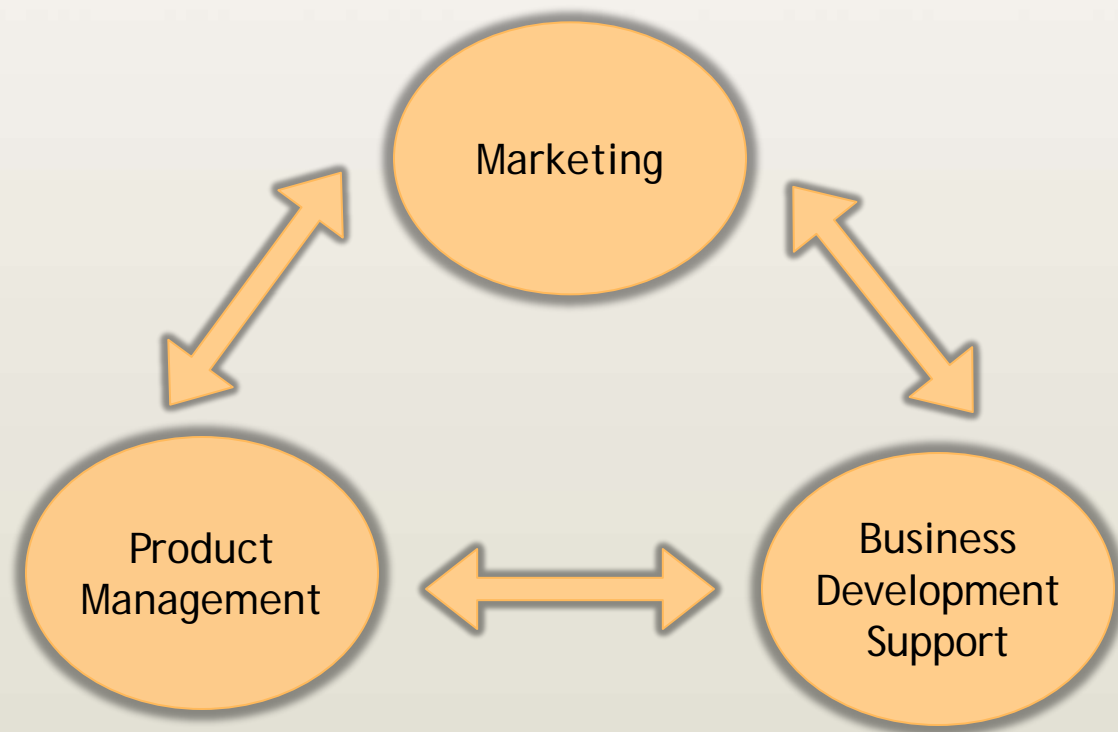 Marketing
Product
Management
Business
Development
Support